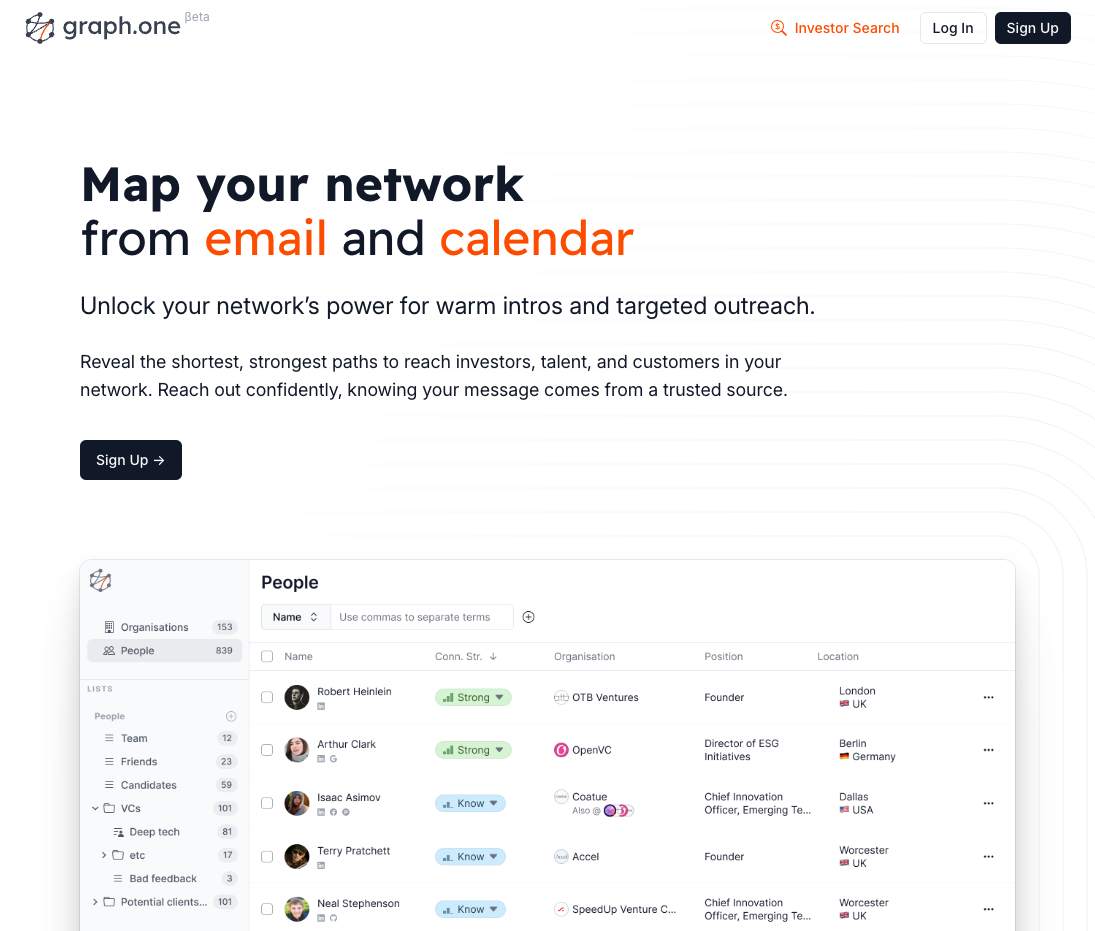 graph.one βeta
Investor Search
Log In
Sign Up
Map your network
from email and calendar
Unlock your network’s power for warm intros and targeted outreach.
Reveal the shortest, strongest paths to reach investors, talent, and customers in your
network. Reach out confidently, knowing your message comes from a trusted source.
Sign Up →
Organisations 153
People 839
LISTS
People
Team 12
Friends 23
Candidates 59
VCs 101
Deep tech 81
etc 17
Bad feedback 3
Potential clients... 101
People
Name Use commas to separate terms
Name Conn. Str. ↓ Organisation Position Location
Robert Heinlein Strong OTB Ventures Founder London
UK
Arthur Clark Strong OpenVC Director of ESG Berlin
Initiatives Germany
Isaac Asimov Know Coatue Chief Innovation Dallas
Also @ Officer, Emerging Te... USA
Terry Pratchett Know Accel Founder Worcester
UK
Neal Stephenson Know SpeedUp Venture C... Chief Innovation Worcester
Officer, Emerging Te... UK